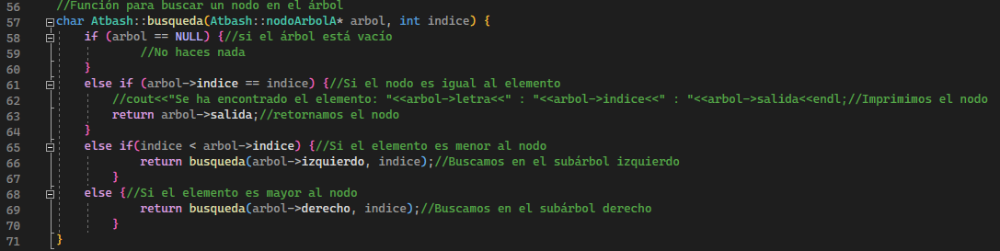 56 //Función para buscar un nodo en el árbol
57 char Atbash::busqueda(Atbash::nodoArbolA* arbol, int indice) {
58     if (arbol == NULL) {//si el árbol está vacío
59             //No haces nada
60     }
61     else if (arbol->indice == indice) {//Si el nodo es igual al elemento
62         //cout<<"Se ha encontrado el elemento: "<<arbol->letra<<" : "<<arbol->indice<<" : "<<arbol->salida<<endl;//Imprimimos el nodo
63         return arbol->salida;//retornamos el nodo
64     }
65     else if(indice < arbol->indice) {//Si el elemento es menor al nodo
66             return busqueda(arbol->izquierdo, indice);//Buscamos en el subárbol izquierdo
67         }
68     else {//Si el elemento es mayor al nodo
69             return busqueda(arbol->derecho, indice);//Buscamos en el subárbol derecho
70         }
71 }